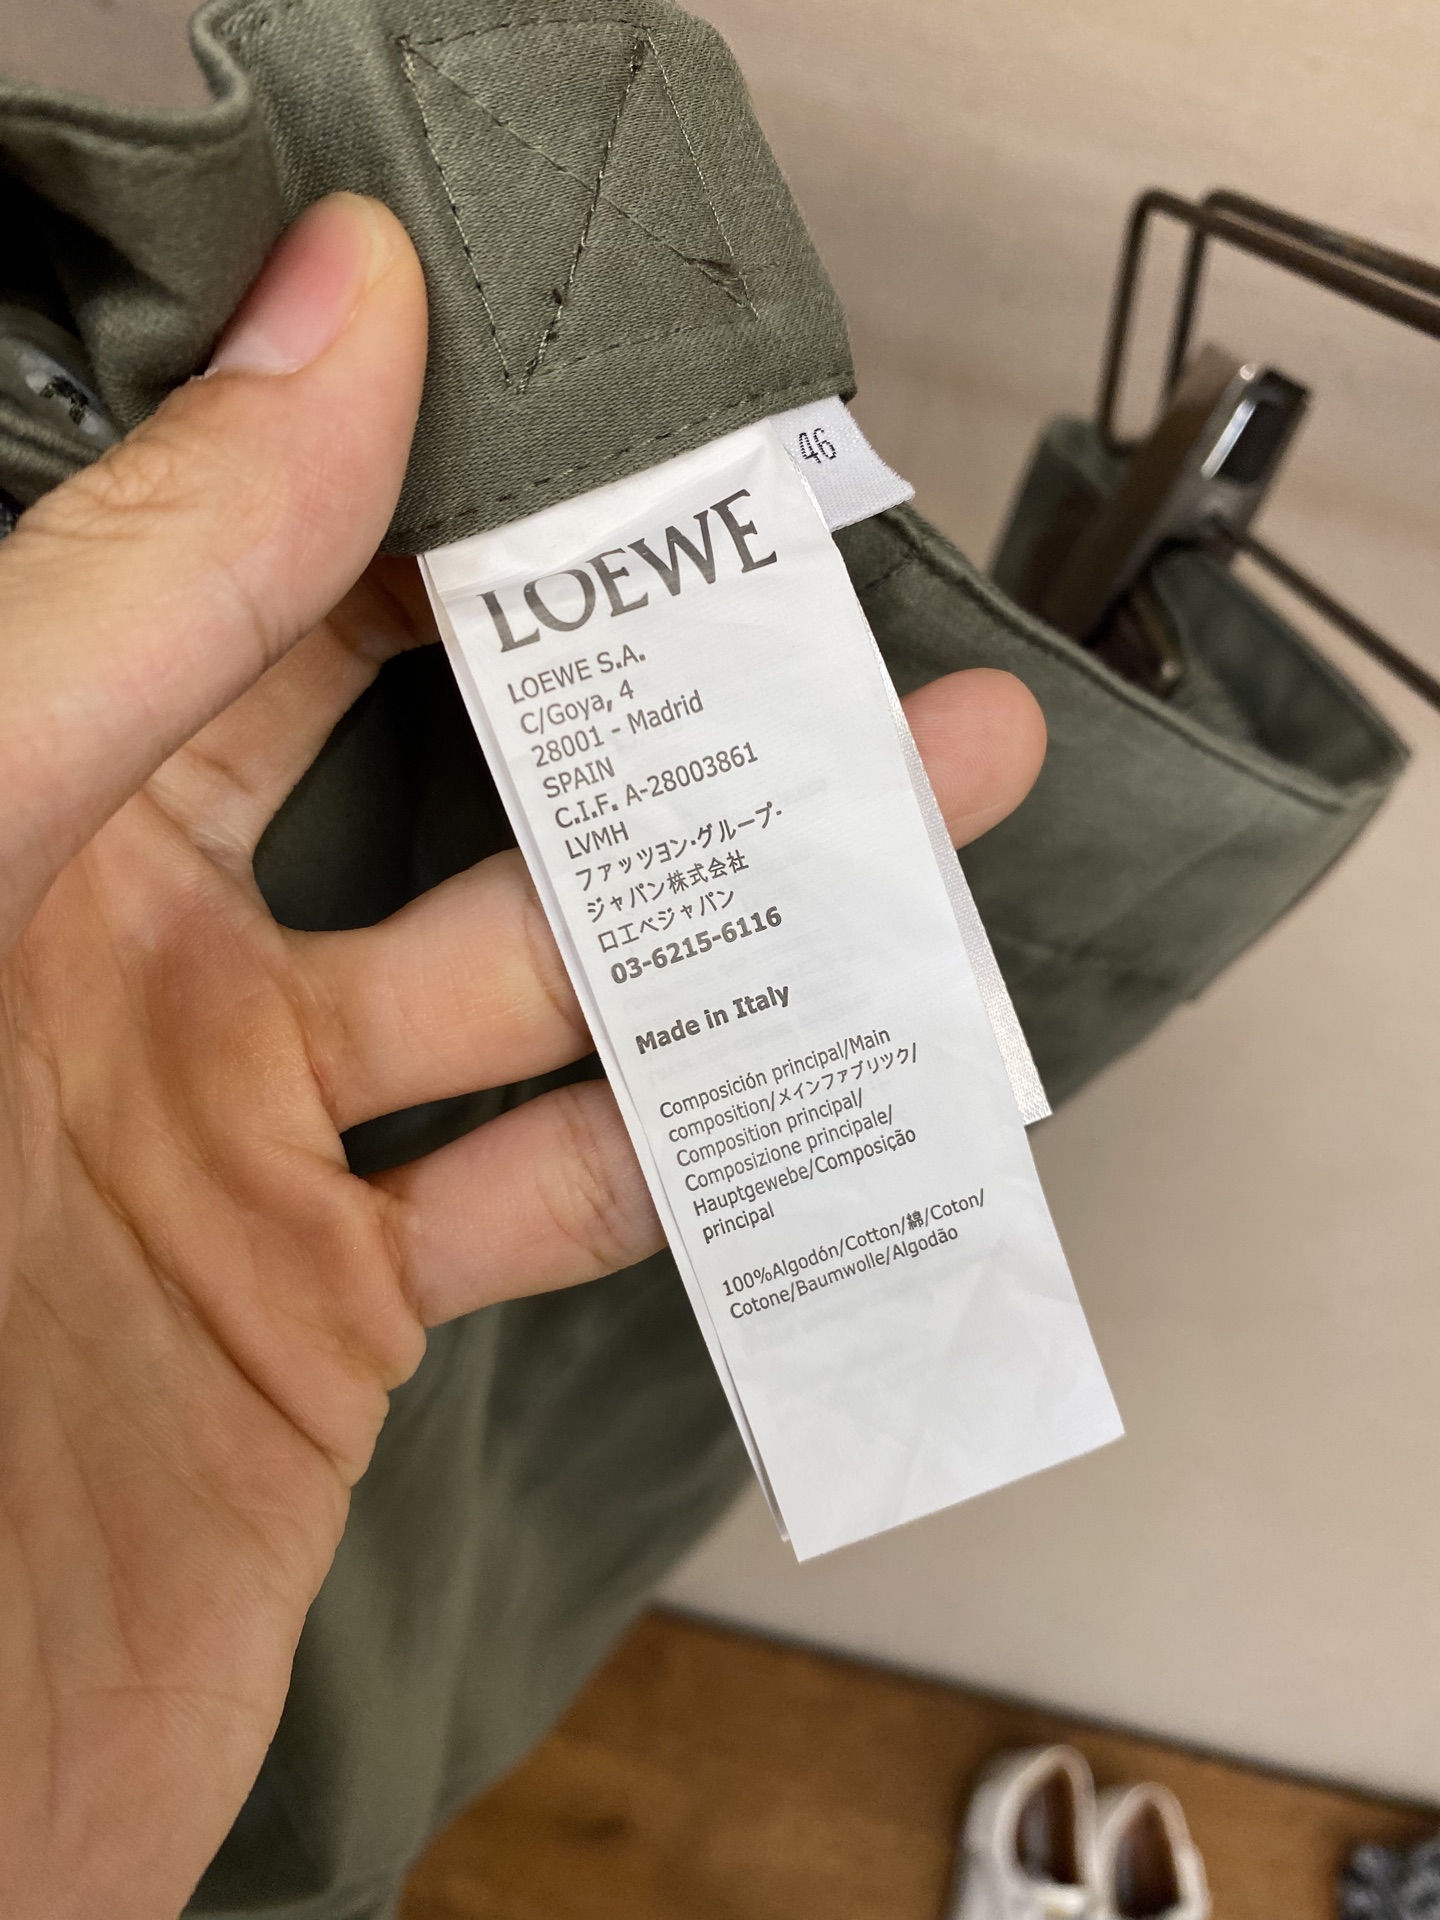 46
LOEWE
LOEWE S.A.
C/Goya, 4
28001 - Madrid
SPAIN
C.I.F. A-28003861
LVMH
ファッツョン・グループ-
ジャパン株式会社
ロエベジャパン
03-6215-6116
Made in Italy
Composición principal/Main
composition/メインファブリック/
Composition principal/
Composizione principale/
Hauptgewebe/Composição
principal
100%Algodón/Cotton/綿/Coton/
Cotone/Baumwolle/Algodão